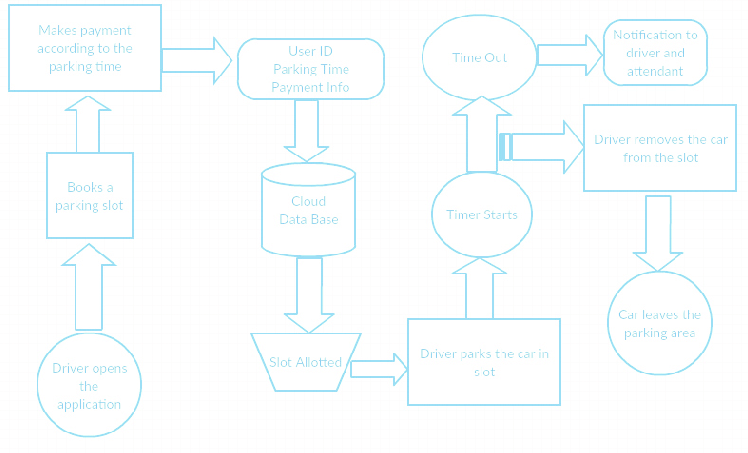 Makes payment
according to the
parking time
User ID
Parking Time
Payment Info
Time Out
Notification to
driver and
attendant
Books a
parking slot
Cloud
Data Base
Timer Starts
Driver removes the car
from the slot
Driver opens
the
application
Slot Allotted
Driver parks the car in
slot
Car leaves the
parking area